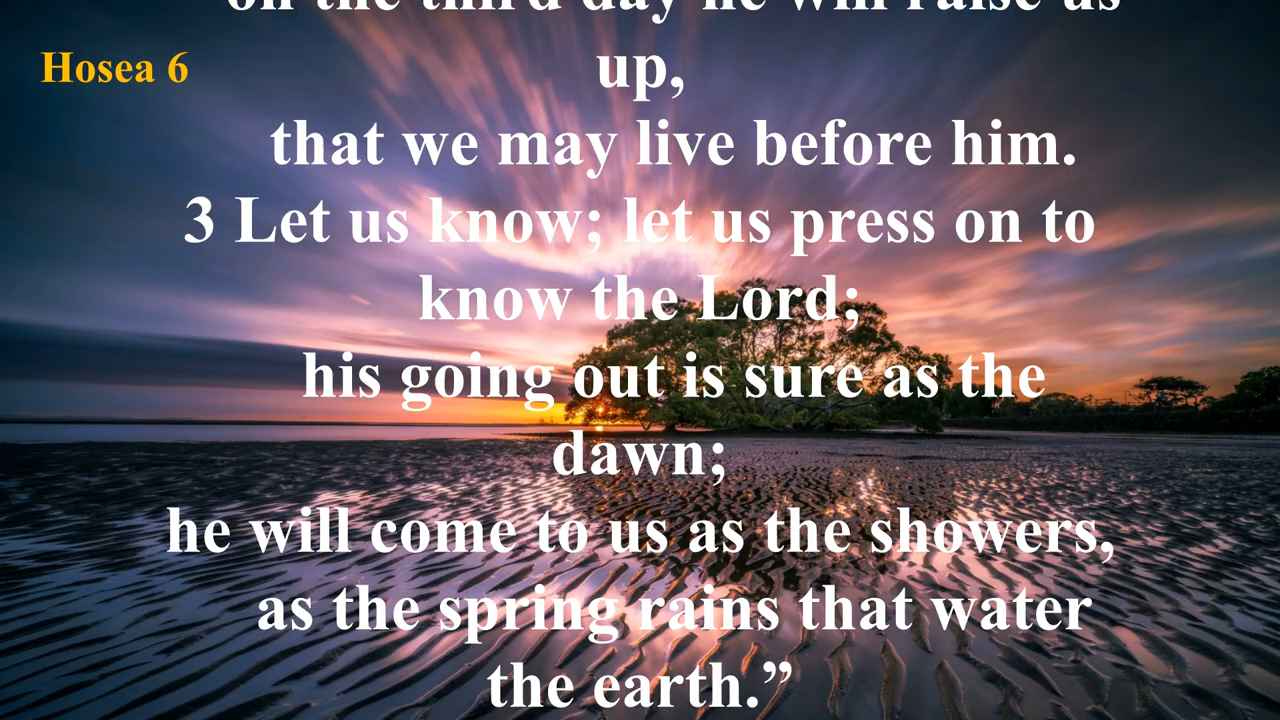 on the third day he will raise us
Hosea 6
up,
that we may live before him.
3 Let us know; let us press on to
know the Lord;
his going out is sure as the
dawn;
he will come to us as the showers,
as the spring rains that water
the earth.”